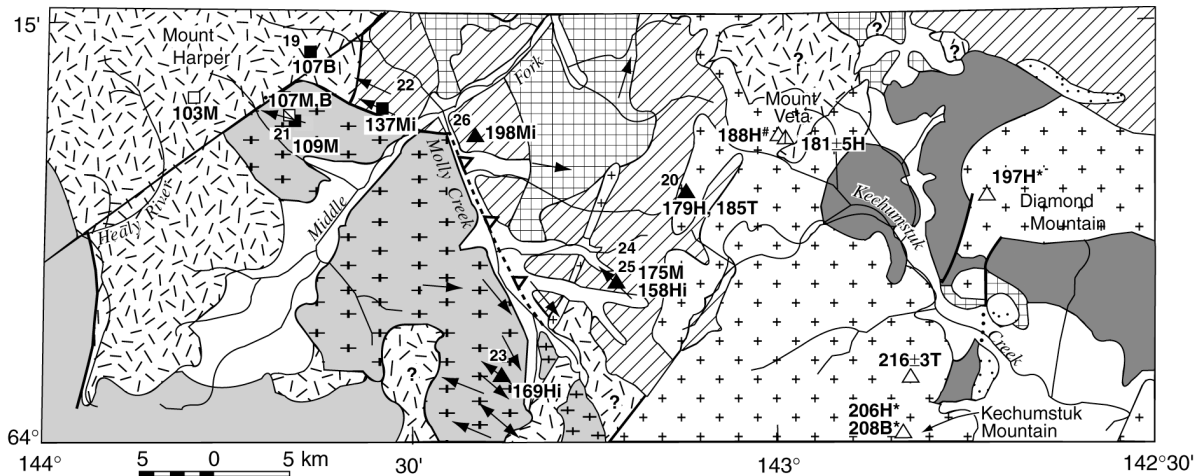 15'
Mount
Harper
19
107B
22
Fork
?
?
?
103M
107M,B
21
109M
137Mi
26
198Mi
Mount
Veta
188H#
181±5H
Molly Creek
20
179H, 185T
Kechumstuk
197H*
Diamond
Mountain
Healy River
Middle
24
25
175M
158Hi
Creek
?
23
169Hi
?
216±3T
206H*
208B*
Kechumstuk
Mountain
64°
144°
5 0 5 km
30'
143°
142°30'